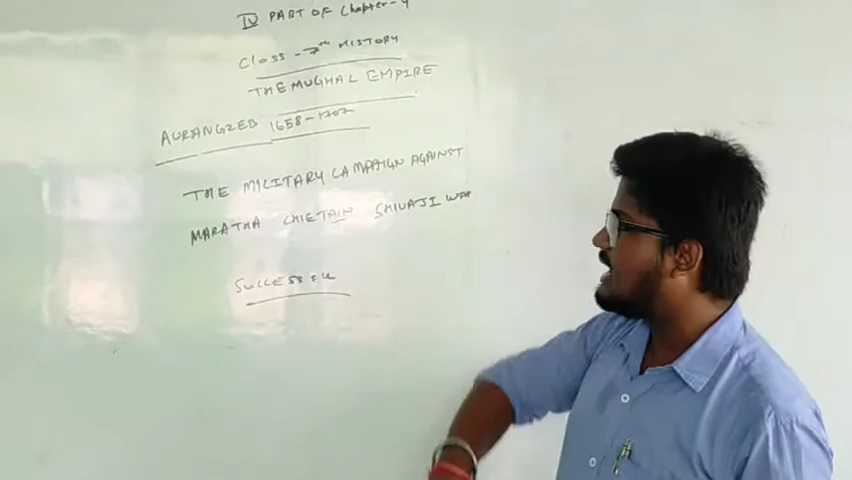 IV PART OF Chapter-4
Class - 7th HISTORY
THE MUGHAL EMPIRE
AURANGZEB 1658-1707
THE MILITARY CAMPAIGN AGAINST
MARATHA CHIETAIN SHIVAJI WAS
SUCCESSFUL